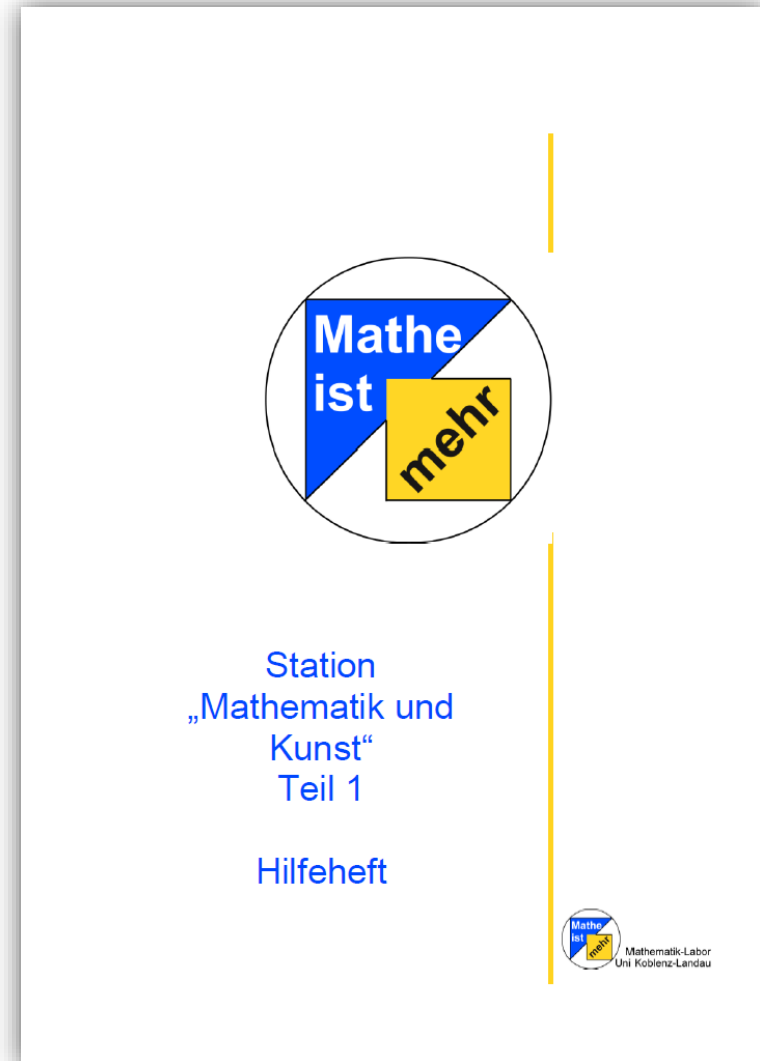 Mathe
ist
mehr
Station
„Mathematik und
Kunst“
Teil 1
Hilfeheft
Mathe
ist
mehr
Mathematik-Labor
Uni Koblenz-Landau